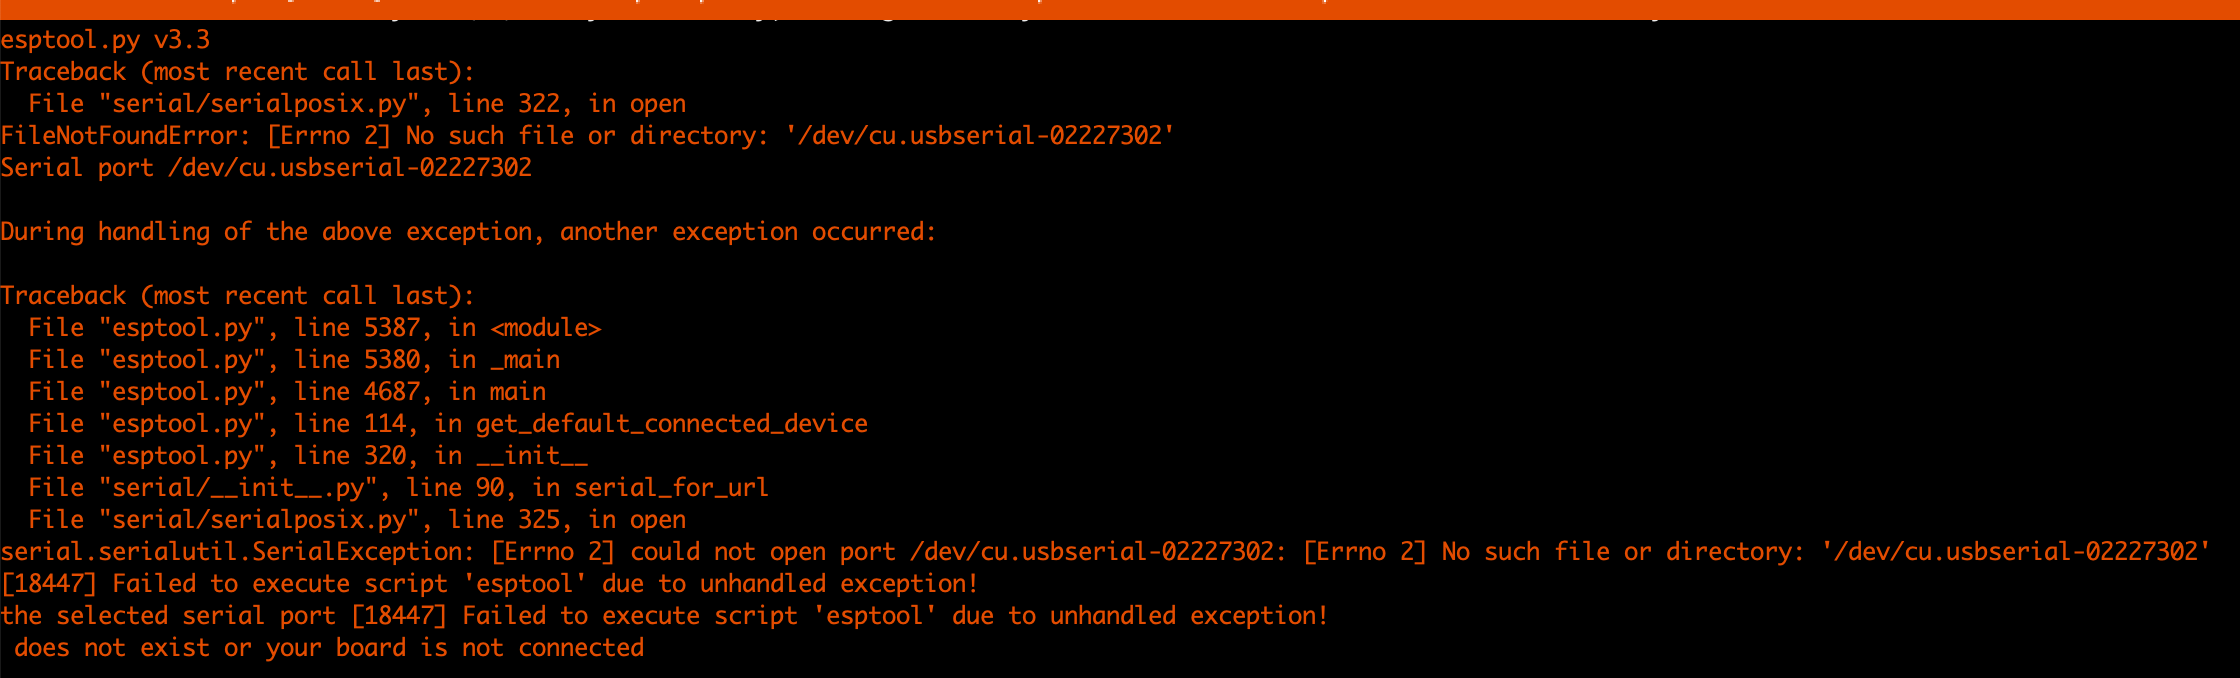 esptool.py v3.3
Traceback (most recent call last):
  File "serial/serialposix.py", line 322, in open
FileNotFoundError: [Errno 2] No such file or directory: '/dev/cu.usbserial-02227302'
Serial port /dev/cu.usbserial-02227302

During handling of the above exception, another exception occurred:

Traceback (most recent call last):
  File "esptool.py", line 5387, in <module>
  File "esptool.py", line 5380, in _main
  File "esptool.py", line 4687, in main
  File "esptool.py", line 114, in get_default_connected_device
  File "esptool.py", line 320, in __init__
  File "serial/__init__.py", line 90, in serial_for_url
  File "serial/serialposix.py", line 325, in open
serial.serialutil.SerialException: [Errno 2] could not open port /dev/cu.usbserial-02227302: [Errno 2] No such file or directory: '/dev/cu.usbserial-02227302'
[18447] Failed to execute script 'esptool' due to unhandled exception!
the selected serial port [18447] Failed to execute script 'esptool' due to unhandled exception!
 does not exist or your board is not connected